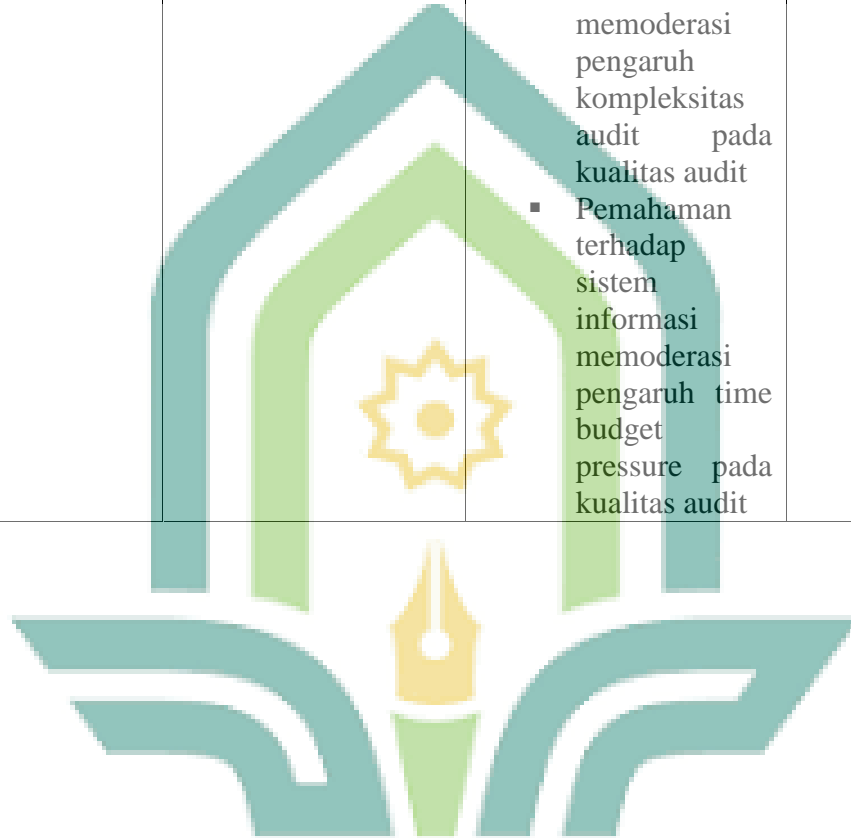 memoderasi
pengaruh
kompleksitas
audit pada
kualitas audit
▪ Pemahaman
terhadap
sistem
informasi
memoderasi
pengaruh time
budget
pressure pada
kualitas audit